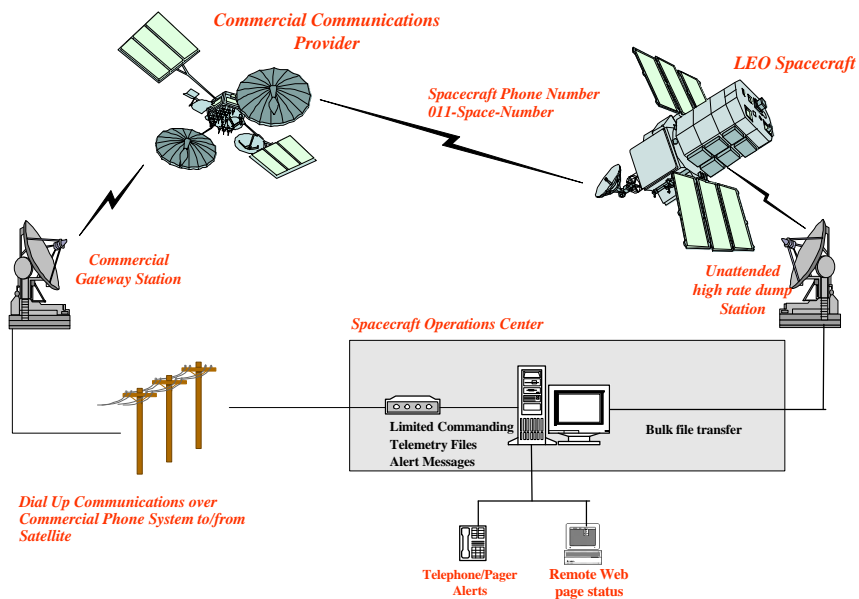 Commercial Communications
Provider
LEO Spacecraft
Spacecraft Phone Number
011-Space-Number
Commercial
Gateway Station
Unattended
high rate dump
Station
Spacecraft Operations Center
Limited Commanding
Telemetry Files
Alert Messages
Bulk file transfer
Dial Up Communications over
Commercial Phone System to/from
Satellite
Telephone/Pager
Alerts
Remote Web
page status